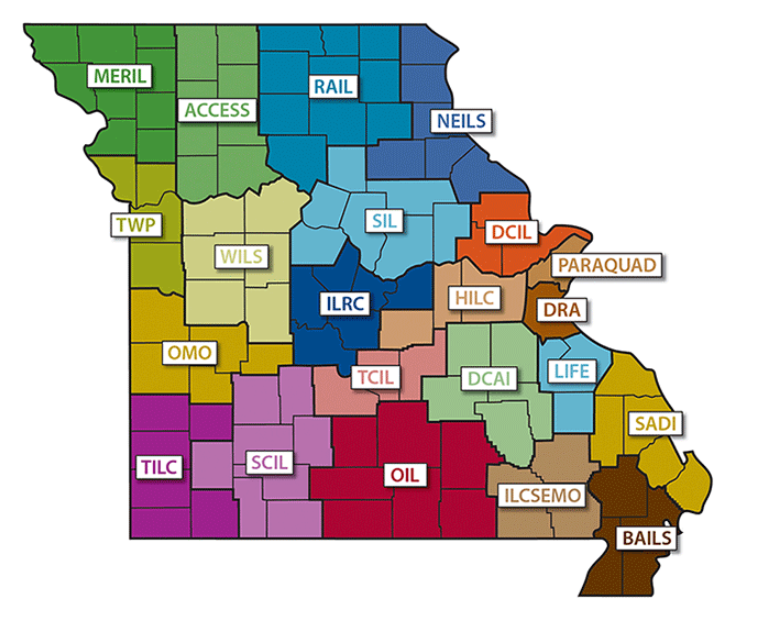 MERIL
RAIL
ACCESS
NEILS
SIL
TWP
DCIL
WILS
PARAQUAD
HILC
ILRC
DRA
OMO
LIFE
TCIL
DCAI
SADI
TILC
SCIL
OIL
ILCSEMO
BAILS